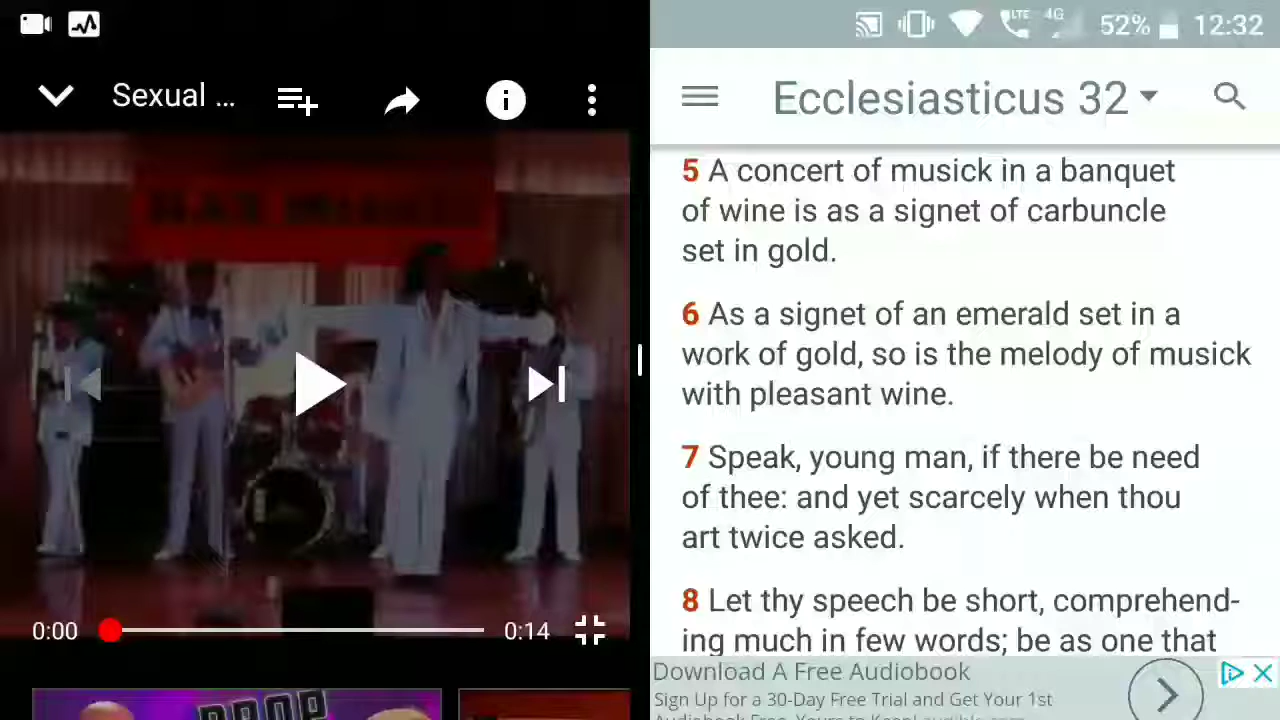 Sexual ...
0:00
0:14
DROP
LTE
4G
52%
12:32
Ecclesiasticus 32
5 A concert of musick in a banquet
of wine is as a signet of carbuncle
set in gold.
6 As a signet of an emerald set in a
work of gold, so is the melody of musick
with pleasant wine.
7 Speak, young man, if there be need
of thee: and yet scarcely when thou
art twice asked.
8 Let thy speech be short, comprehend-
ing much in few words; be as one that
Download A Free Audiobook
Sign Up for a 30-Day Free Trial and Get Your 1st